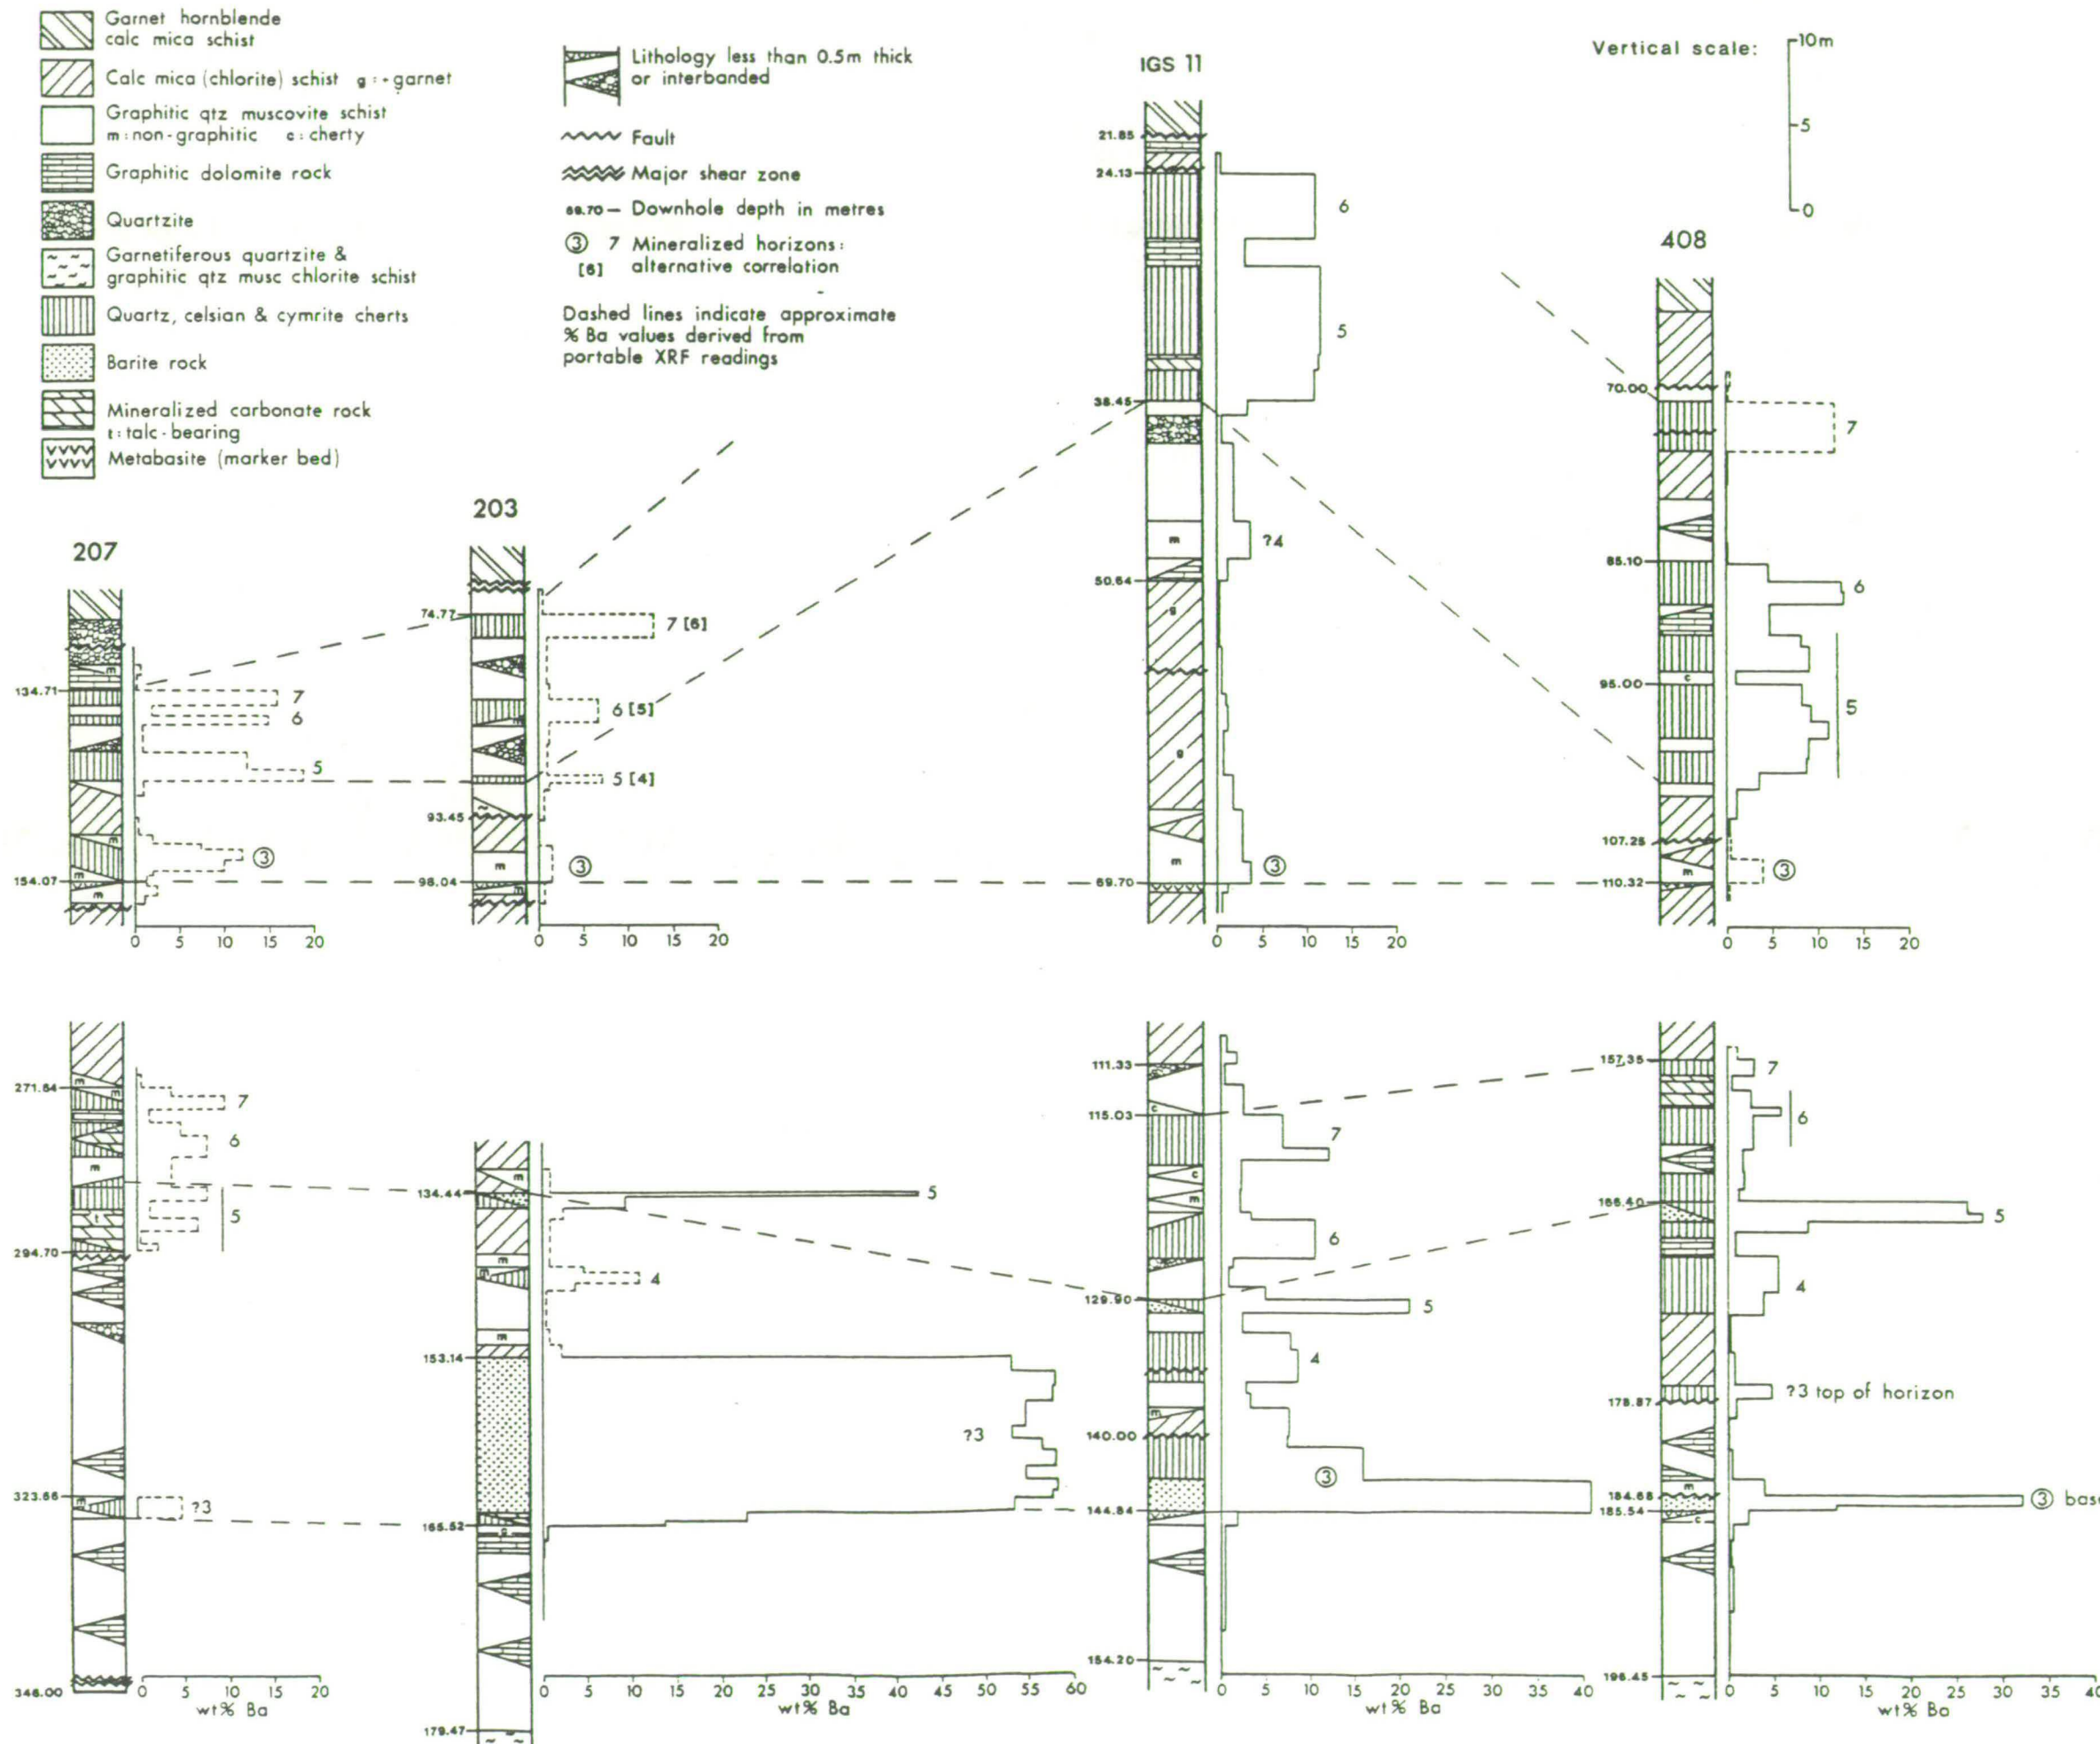 Garnet hornblende
calc mica schist
Calc mica (chlorite) schist g :+ garnet
Graphitic qtz muscovite schist
m : non-graphitic c : cherty
Graphitic dolomite rock
Quartzite
Garnetiferous quartzite &
graphitic qtz musc chlorite schist
Quartz, celsian & cymrite cherts
Barite rock
Mineralized carbonate rock
t : talc-bearing
Metabasite (marker bed)
Lithology less than 0.5m thick
or interbanded
Fault
Major shear zone
69.70 – Downhole depth in metres
③ 7 Mineralized horizons :
[6] alternative correlation
Dashed lines indicate approximate
% Ba values derived from
portable XRF readings
Vertical scale:
10m
5
0
207
m
134.71
7
6
5
m
③
m
154.07
m
0 5 10 15 20
203
74.77
7 [6]
6 [5]
m
5 [4]
~
93.45
m
③
98.04
m
0 5 10 15 20
IGS 11
21.85
24.13
6
5
38.45
m
?4
50.64
g
g
m
③
69.70
0 5 10 15 20
408
70.00
7
85.10
6
c
95.00
5
107.25
m
③
110.32
0 5 10 15 20
m
271.64
m
7
6
m
5
t
294.70
323.66
m
?3
346.00
0 5 10 15 20
wt% Ba
m
134.44
5
m
m
4
m
153.14
?3
165.52
179.47
0 5 10 15 20 25 30 35 40 45 50 55 60
wt% Ba wt% Ba
111.33
c
115.03
7
c
m
6
129.90
5
4
m
140.00
③
144.84
154.20
0 5 10 15 20 25 30 35 40
wt% Ba
157.35
7
6
166.40
5
4
?3 top of horizon
178.87
m
184.68
③ bas
185.54
c
196.45
0 5 10 15 20 25 30 35 40
wt% Ba